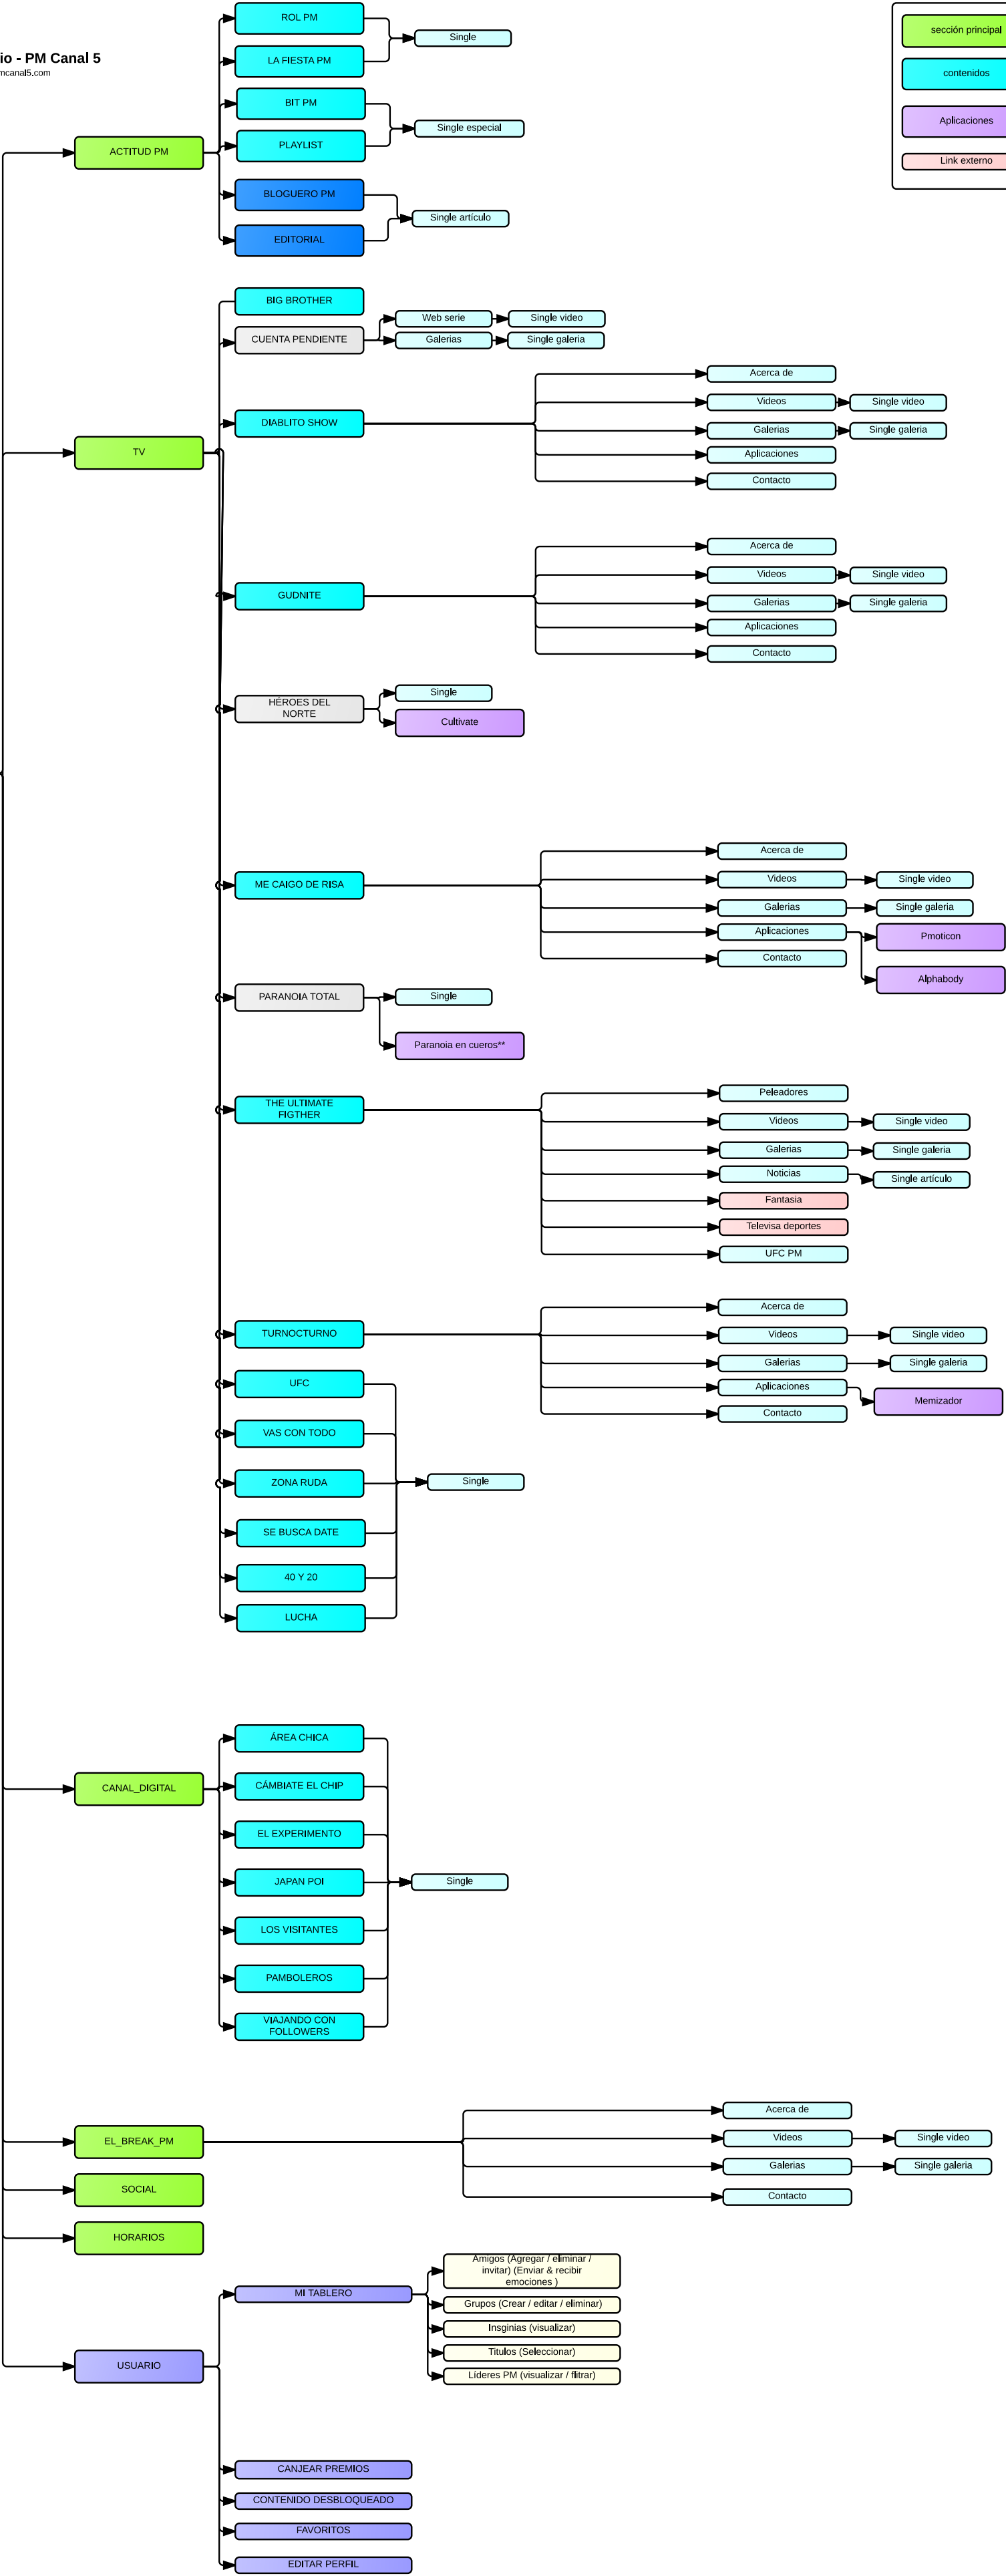 io - PM Canal 5
mcanal5.com
sección principal
contenidos
Aplicaciones
Link externo
ACTITUD PM
ROL PM
LA FIESTA PM
Single
BIT PM
PLAYLIST
Single especial
BLOGUERO PM
EDITORIAL
Single artículo
TV
BIG BROTHER
CUENTA PENDIENTE
Web serie
Single video
Galerias
Single galeria
DIABLITO SHOW
Acerca de
Videos
Single video
Galerias
Single galeria
Aplicaciones
Contacto
GUDNITE
Acerca de
Videos
Single video
Galerias
Single galeria
Aplicaciones
Contacto
HÉROES DEL
NORTE
Single
Cultivate
ME CAIGO DE RISA
Acerca de
Videos
Single video
Galerias
Single galeria
Aplicaciones
Pmoticon
Alphabody
Contacto
PARANOIA TOTAL
Single
Paranoia en cueros**
THE ULTIMATE
FIGTHER
Peleadores
Videos
Single video
Galerias
Single galeria
Noticias
Single artículo
Fantasia
Televisa deportes
UFC PM
TURNOCTURNO
Acerca de
Videos
Single video
Galerias
Single galeria
Aplicaciones
Memizador
Contacto
UFC
VAS CON TODO
ZONA RUDA
SE BUSCA DATE
40 Y 20
LUCHA
Single
CANAL_DIGITAL
ÁREA CHICA
CÁMBIATE EL CHIP
EL EXPERIMENTO
JAPAN POI
LOS VISITANTES
PAMBOLEROS
VIAJANDO CON
FOLLOWERS
Single
EL_BREAK_PM
Acerca de
Videos
Single video
Galerias
Single galeria
Contacto
SOCIAL
HORARIOS
USUARIO
MI TABLERO
Amigos (Agregar / eliminar /
invitar) (Enviar & recibir
emociones )
Grupos (Crear / editar / eliminar)
Insginias (visualizar)
Titulos (Seleccionar)
Líderes PM (visualizar / flitrar)
CANJEAR PREMIOS
CONTENIDO DESBLOQUEADO
FAVORITOS
EDITAR PERFIL